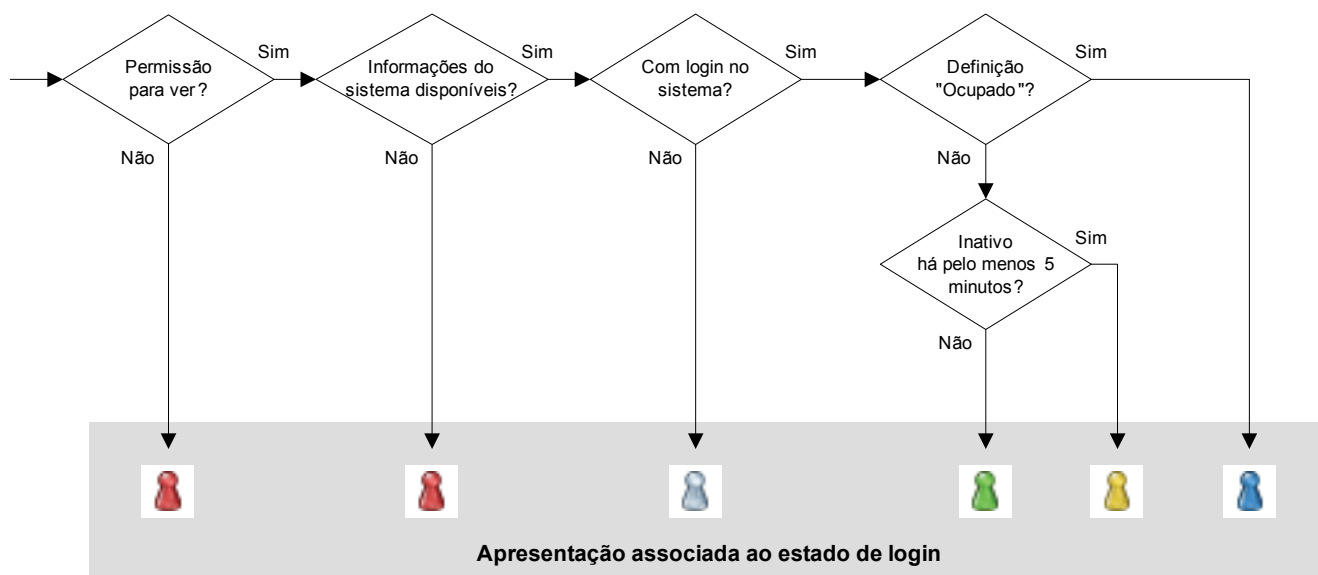 Permissão
para ver?
Sim
Não
Informações do
sistema disponíveis?
Sim
Não
Com login no
sistema?
Sim
Não
Definição
"Ocupado"?
Sim
Não
Inativo
há pelo menos 5
minutos?
Sim
Não
Apresentação associada ao estado de login